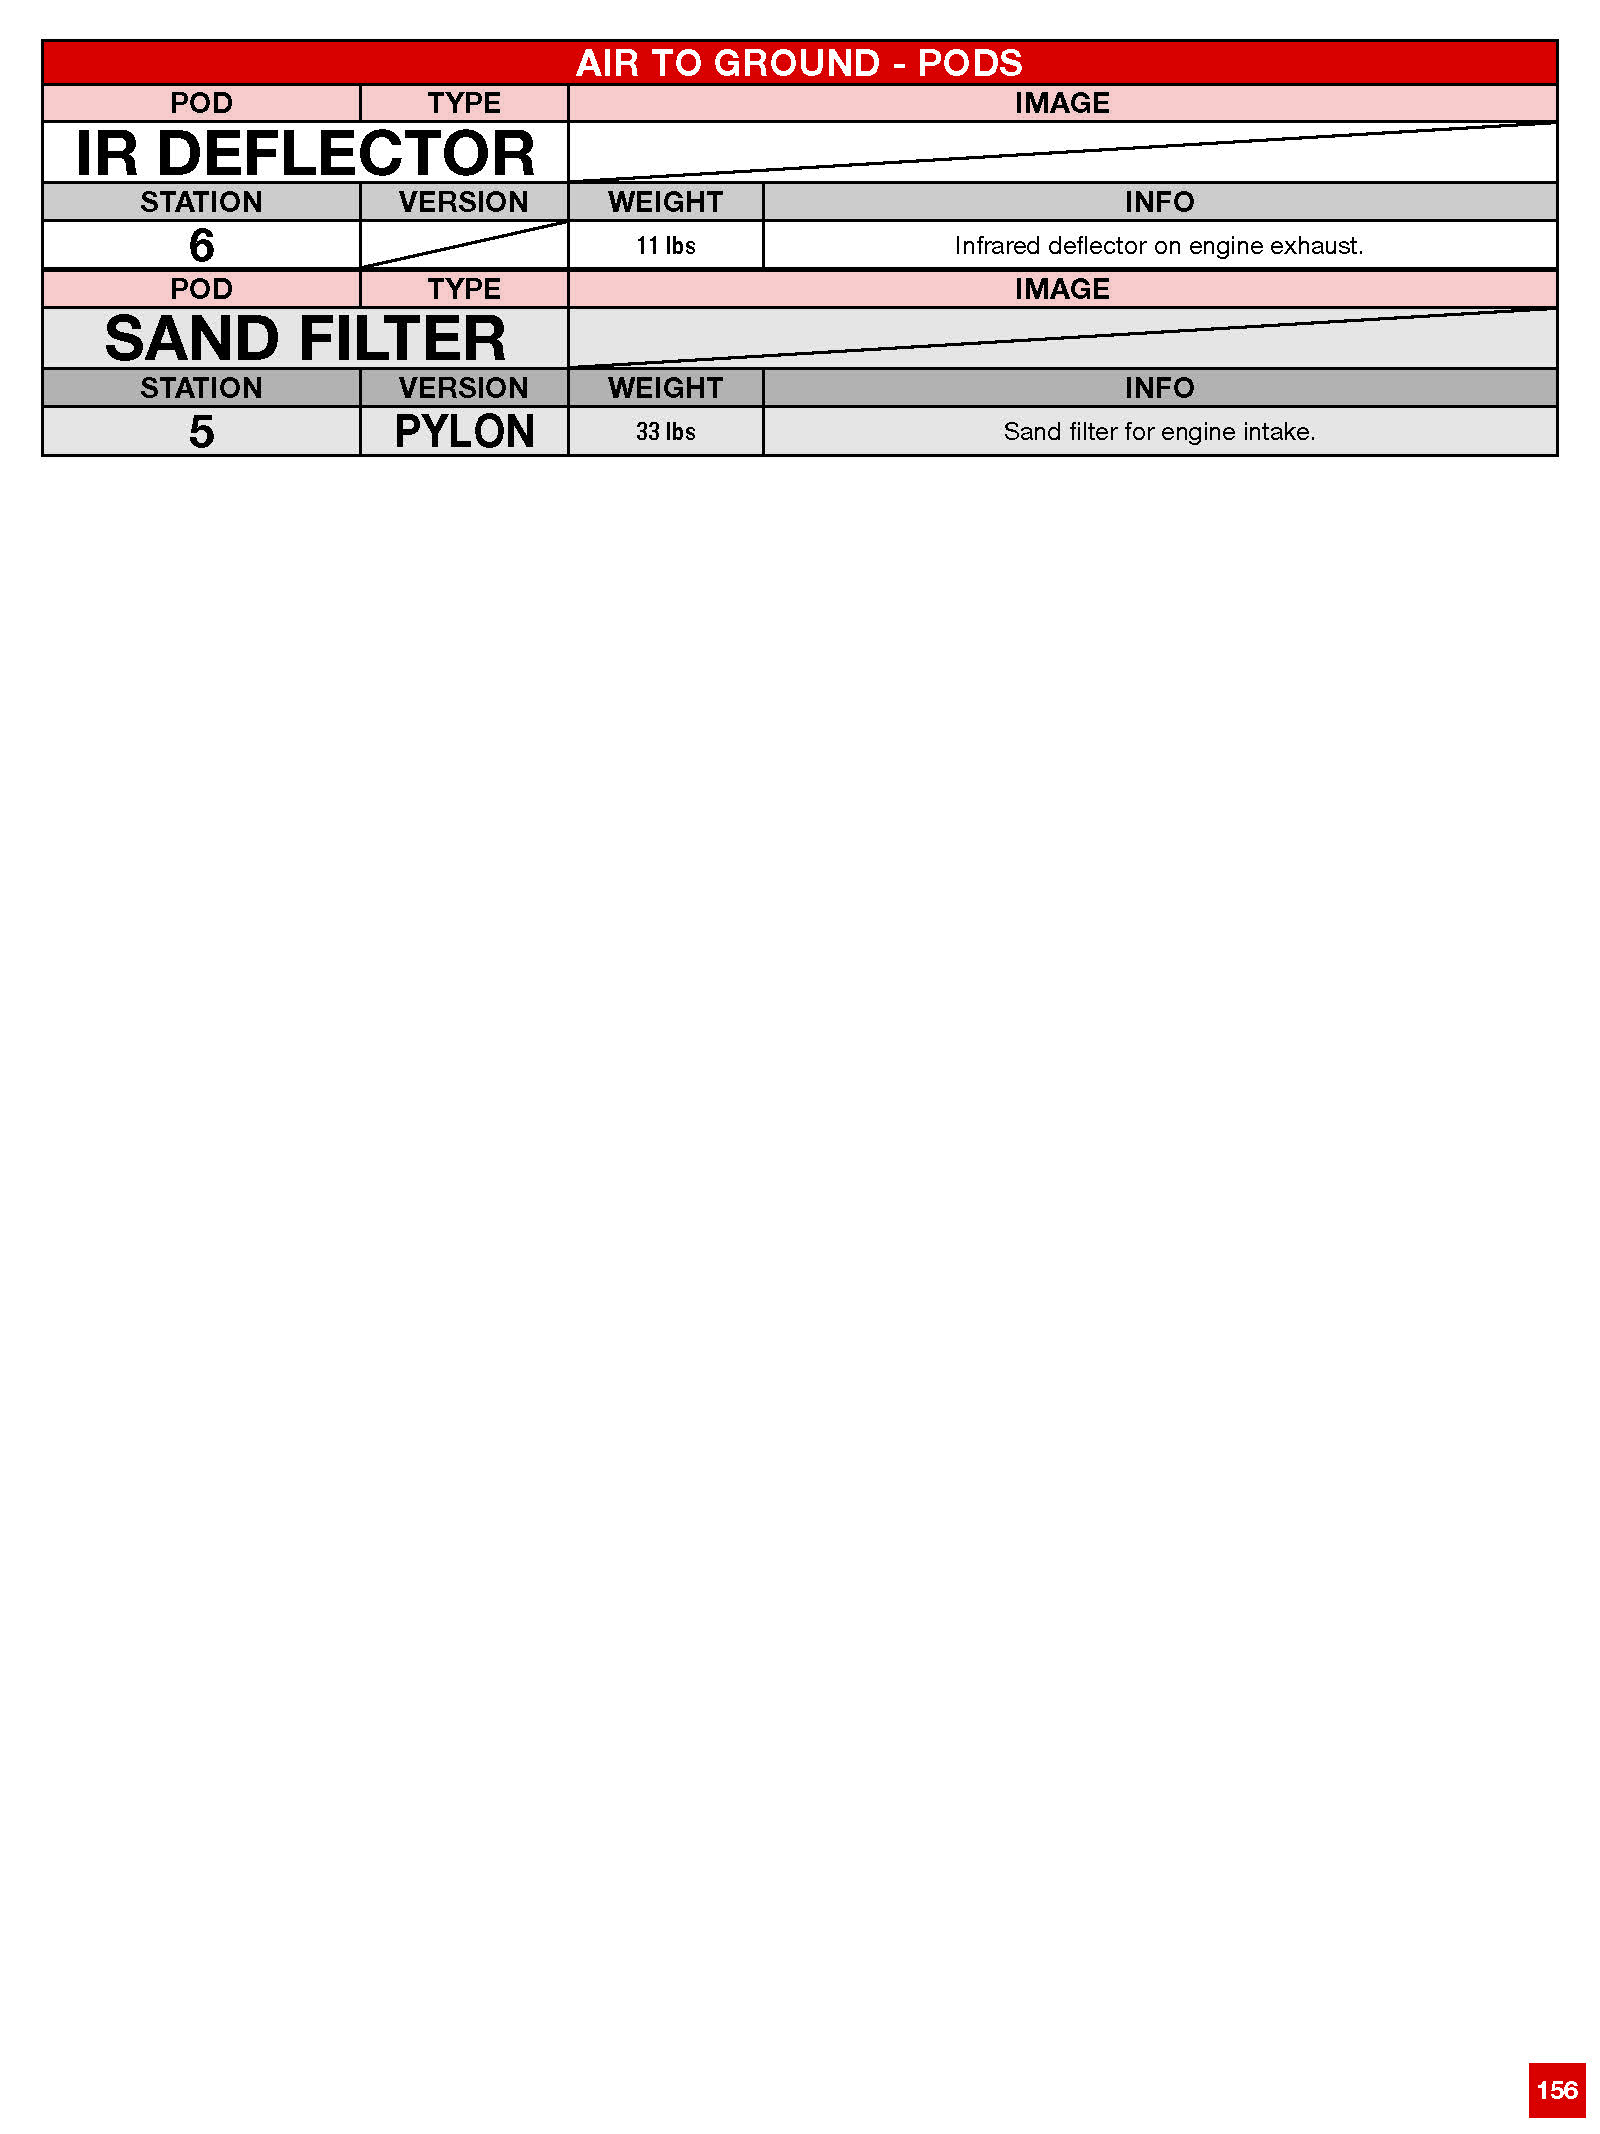 AIR TO GROUND - PODS
POD TYPE IMAGE
IR DEFLECTOR
STATION VERSION WEIGHT INFO
6 11 lbs Infrared deflector on engine exhaust.
POD TYPE IMAGE
SAND FILTER
STATION VERSION WEIGHT INFO
5 PYLON 33 lbs Sand filter for engine intake.
156